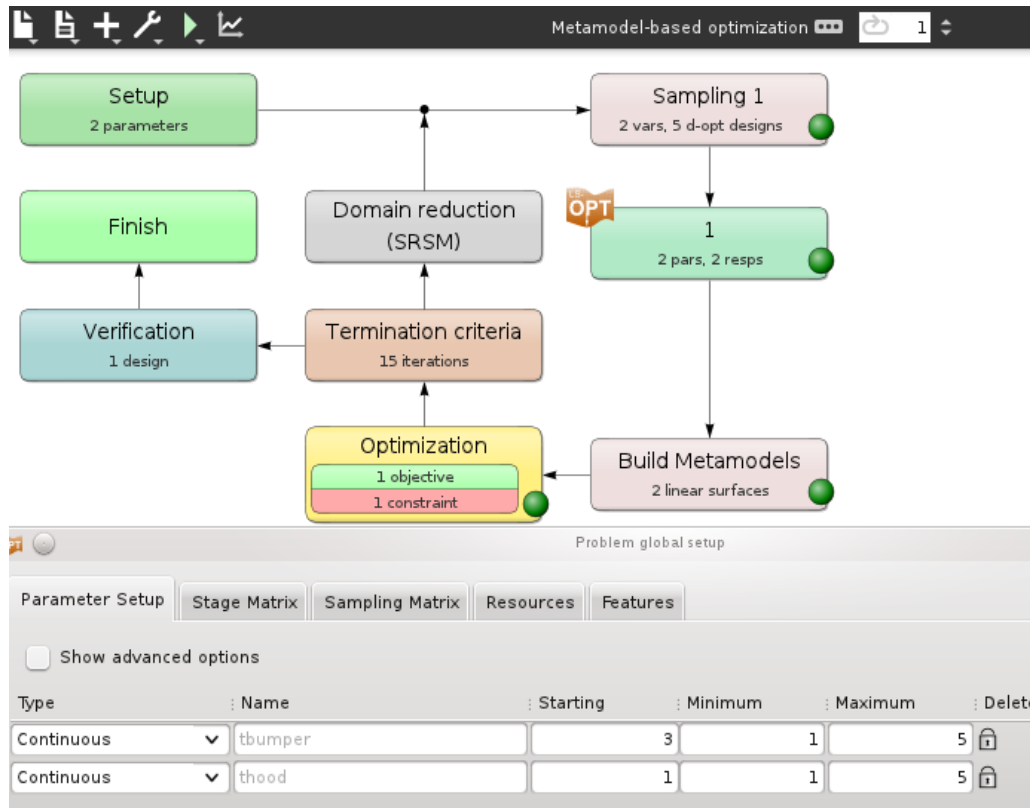 Metamodel-based optimization
1
Setup
2 parameters
Sampling 1
2 vars, 5 d-opt designs
Finish
Domain reduction
(SRSM)
LS-
OPT
1
2 pars, 2 resps
Verification
1 design
Termination criteria
15 iterations
Optimization
1 objective
1 constraint
Build Metamodels
2 linear surfaces
Problem global setup
Parameter Setup Stage Matrix Sampling Matrix Resources Features
Show advanced options
Type Name Starting Minimum Maximum Delete
Continuous tbumper 3 1 5
Continuous thood 1 1 5